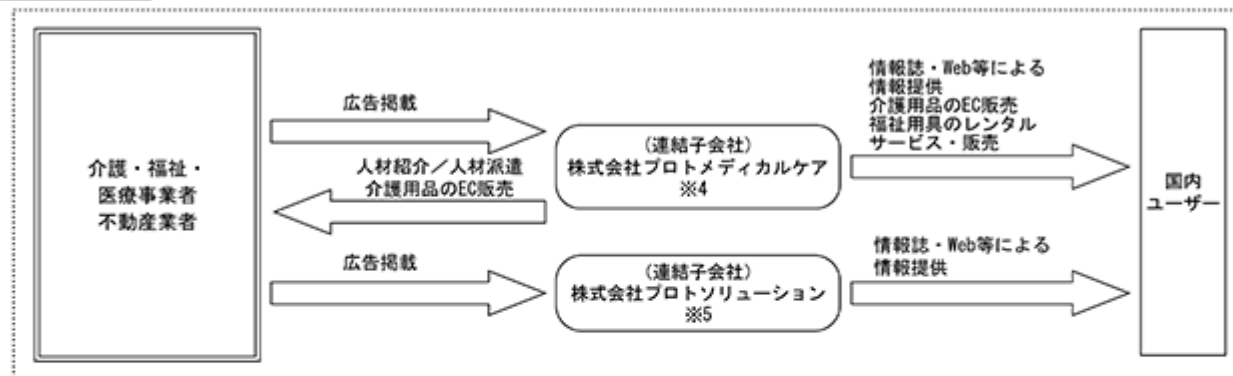 介護・福祉・
医療事業者
不動産業者
広告掲載
人材紹介／人材派遣
介護用品のEC販売
広告掲載
(連結子会社)
株式会社プロトメディカルケア
※4
(連結子会社)
株式会社プロトソリューション
※5
情報誌・Web等による
情報提供
介護用品のEC販売
福祉用具のレンタル
サービス・販売
情報誌・Web等による
情報提供
国内
ユーザー